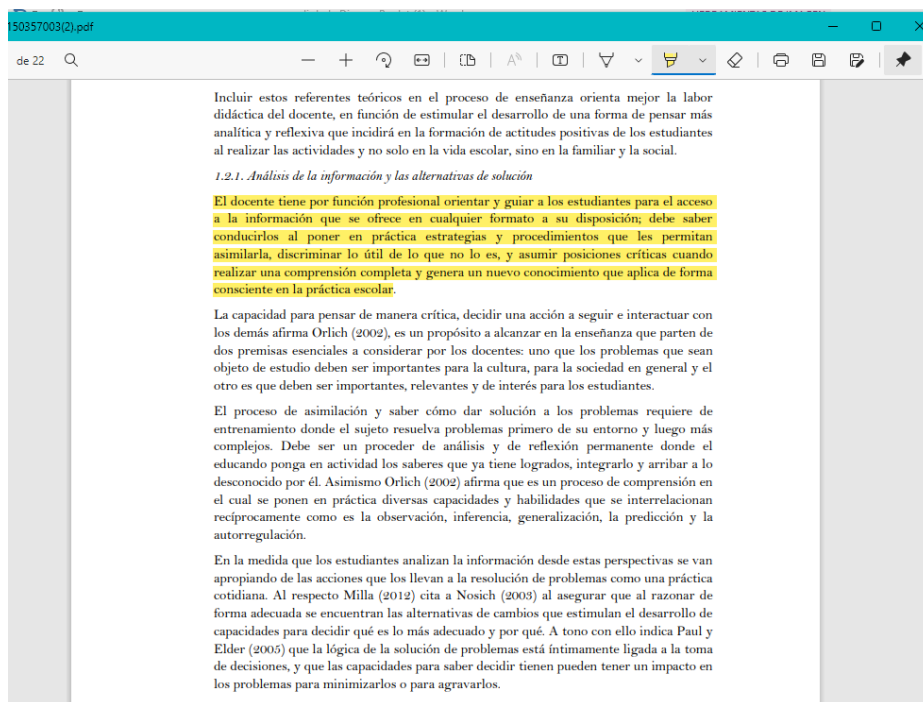 150357003(2).pdf
de 22
Incluir estos referentes teóricos en el proceso de enseñanza orienta mejor la labor
didáctica del docente, en función de estimular el desarrollo de una forma de pensar más
analítica y reflexiva que incidirá en la formación de actitudes positivas de los estudiantes
al realizar las actividades y no solo en la vida escolar, sino en la familiar y la social.
1.2.1. Análisis de la información y las alternativas de solución
El docente tiene por función profesional orientar y guiar a los estudiantes para el acceso
a la información que se ofrece en cualquier formato a su disposición; debe saber
conducirlos al poner en práctica estrategias y procedimientos que les permitan
asimilarla, discriminar lo útil de lo que no lo es, y asumir posiciones críticas cuando
realizar una comprensión completa y genera un nuevo conocimiento que aplica de forma
consciente en la práctica escolar.
La capacidad para pensar de manera crítica, decidir una acción a seguir e interactuar con
los demás afirma Orlich (2002), es un propósito a alcanzar en la enseñanza que parten de
dos premisas esenciales a considerar por los docentes: uno que los problemas que sean
objeto de estudio deben ser importantes para la cultura, para la sociedad en general y el
otro es que deben ser importantes, relevantes y de interés para los estudiantes.
El proceso de asimilación y saber cómo dar solución a los problemas requiere de
entrenamiento donde el sujeto resuelva problemas primero de su entorno y luego más
complejos. Debe ser un proceder de análisis y de reflexión permanente donde el
educando ponga en actividad los saberes que ya tiene logrados, integrarlo y arribar a lo
desconocido por él. Asimismo Orlich (2002) afirma que es un proceso de comprensión en
el cual se ponen en práctica diversas capacidades y habilidades que se interrelacionan
recíprocamente como es la observación, inferencia, generalización, la predicción y la
autorregulación.
En la medida que los estudiantes analizan la información desde estas perspectivas se van
apropiando de las acciones que los llevan a la resolución de problemas como una práctica
cotidiana. Al respecto Milla (2012) cita a Nosich (2003) al asegurar que al razonar de
forma adecuada se encuentran las alternativas de cambios que estimulan el desarrollo de
capacidades para decidir qué es lo más adecuado y por qué. A tono con ello indica Paul y
Elder (2005) que la lógica de la solución de problemas está íntimamente ligada a la toma
de decisiones, y que las capacidades para saber decidir tienen pueden tener un impacto en
los problemas para minimizarlos o para agravarlos.